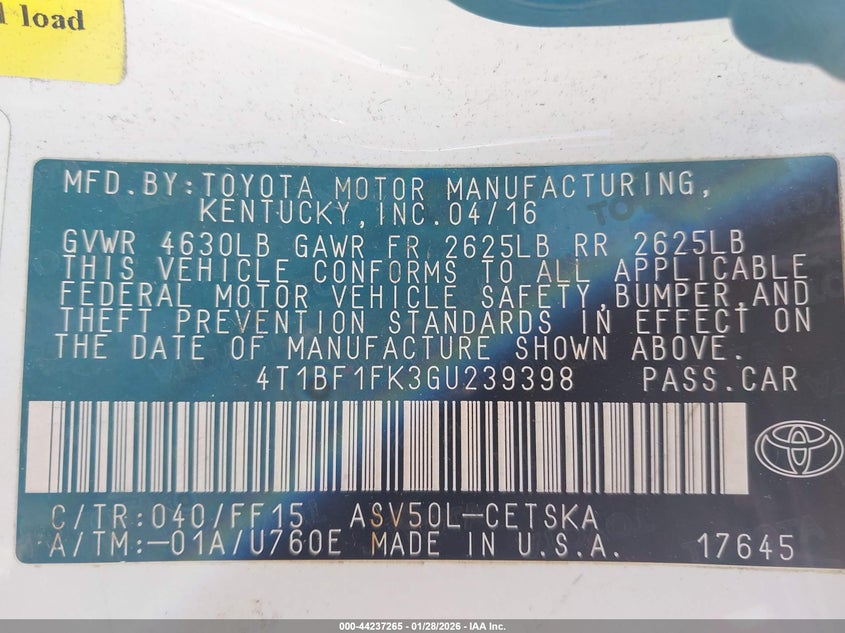 l load
MFD.BY:TOYOTA MOTOR MANUFACTURING,
KENTUCKY,INC.04/16
GVWR 4630LB GAWR FR 2625LB RR 2625LB
THIS VEHICLE CONFORMS TO ALL APPLICABLE
FEDERAL MOTOR VEHICLE SAFETY,BUMPER,AND
THEFT PREVENTION STANDARDS IN EFFECT ON
THE DATE OF MANUFACTURE SHOWN ABOVE.
4T1BF1FK3GU239398 PASS.CAR
C/TR:040/FF15 ASV50L-CETSKA
A/TM:-01A/U760E MADE IN U.S.A. 17645
000-44237265 | 01/28/2026 - IAA Inc.